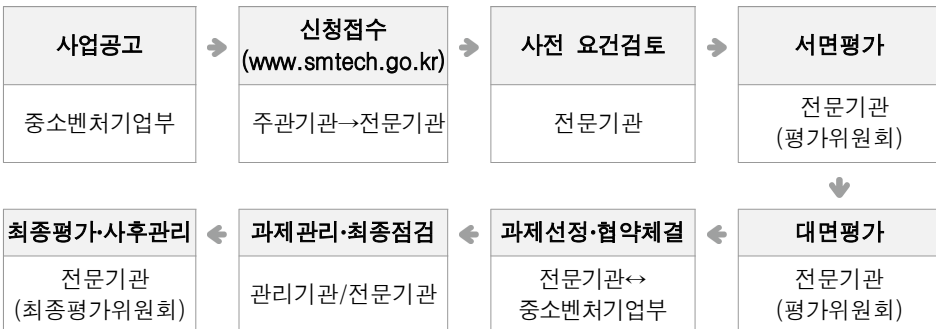 사업공고
중소벤처기업부
신청접수
(www.smtech.go.kr)
주관기관→전문기관
사전 요건검토
전문기관
서면평가
전문기관
(평가위원회)
대면평가
전문기관
(평가위원회)
과제선정·협약체결
전문기관↔
중소벤처기업부
과제관리·최종점검
관리기관/전문기관
최종평가·사후관리
전문기관
(최종평가위원회)